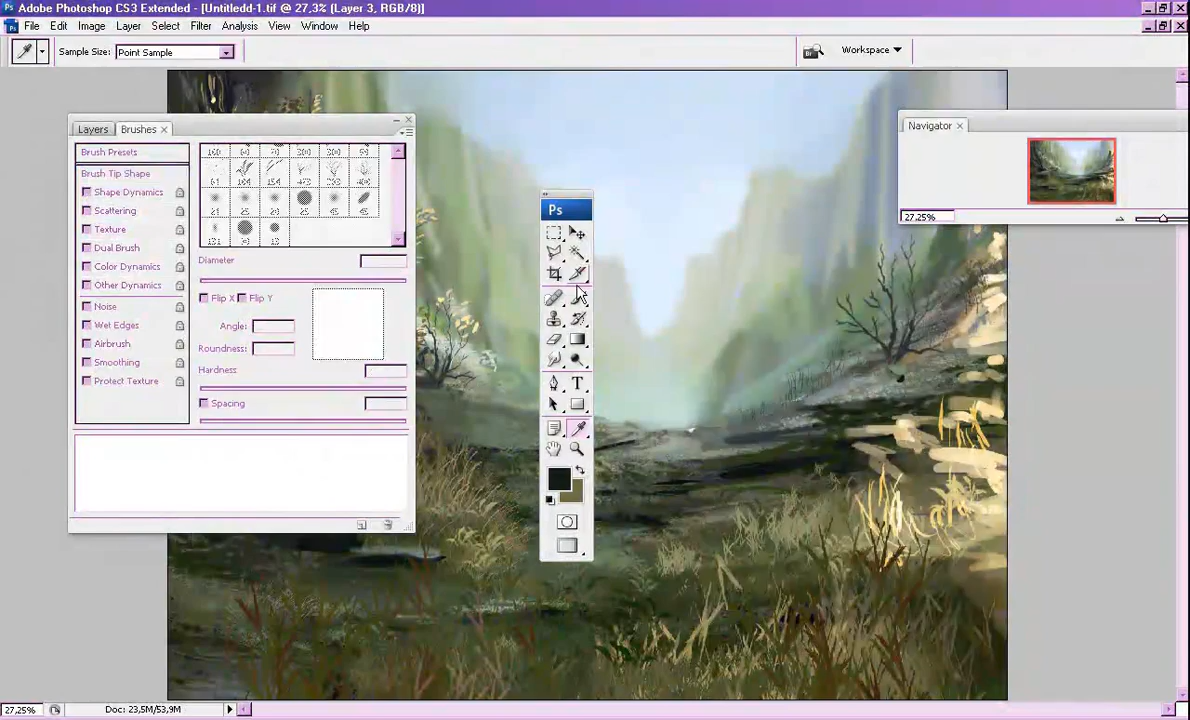 Adobe Photoshop CS3 Extended - [Untitledd-1.tif @ 27,3% (Layer 3, RGB/8)]
File Edit Image Layer Select Filter Analysis View Window Help
Sample Size: Point Sample
Workspace
Layers Brushes
Navigator
Brush Presets
Brush Tip Shape
Shape Dynamics
Scattering
Texture
Dual Brush
Color Dynamics
Other Dynamics
Noise
Wet Edges
Airbrush
Smoothing
Protect Texture
Diameter
Flip X Flip Y
Angle:
Roundness:
Hardness
Spacing
Ps
T
27,25%
27,25% Doc: 23,5M/53,9M